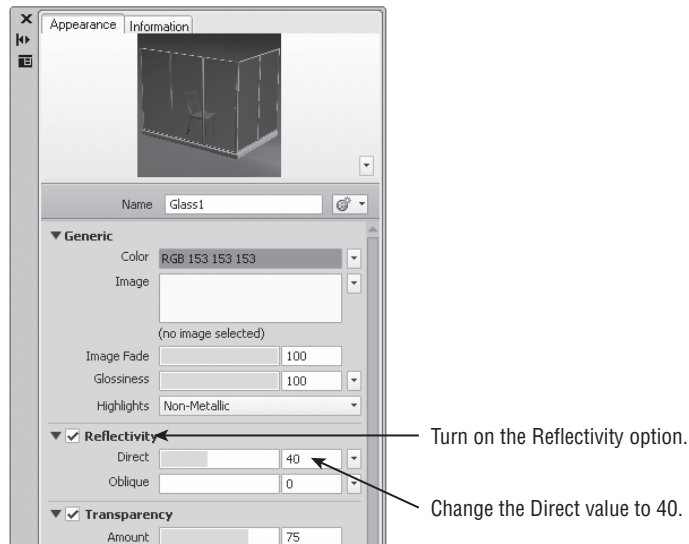 Appearance Information
Name Glass1
Generic
Color RGB 153 153 153
Image
(no image selected)
Image Fade 100
Glossiness 100
Highlights Non-Metallic
Reflectivity
Turn on the Reflectivity option.
Direct 40
Oblique 0
Change the Direct value to 40.
Transparency
Amount 75